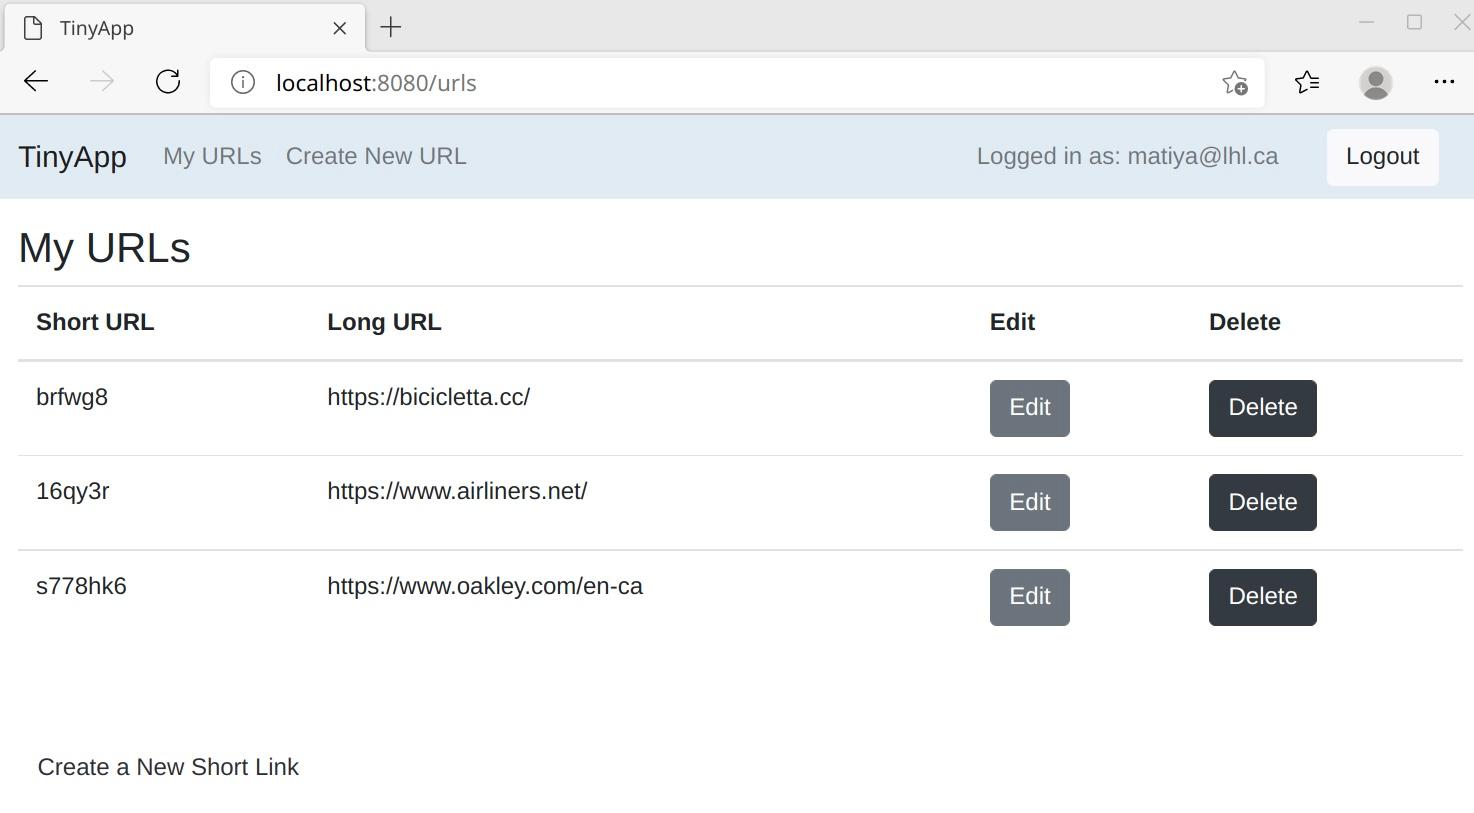 TinyApp
localhost:8080/urls
TinyApp My URLs Create New URL Logged in as: matiya@lhl.ca Logout
My URLs
Short URL Long URL Edit Delete
brfwg8 https://bicicletta.cc/ Edit Delete
16qy3r https://www.airliners.net/ Edit Delete
s778hk6 https://www.oakley.com/en-ca Edit Delete
Create a New Short Link